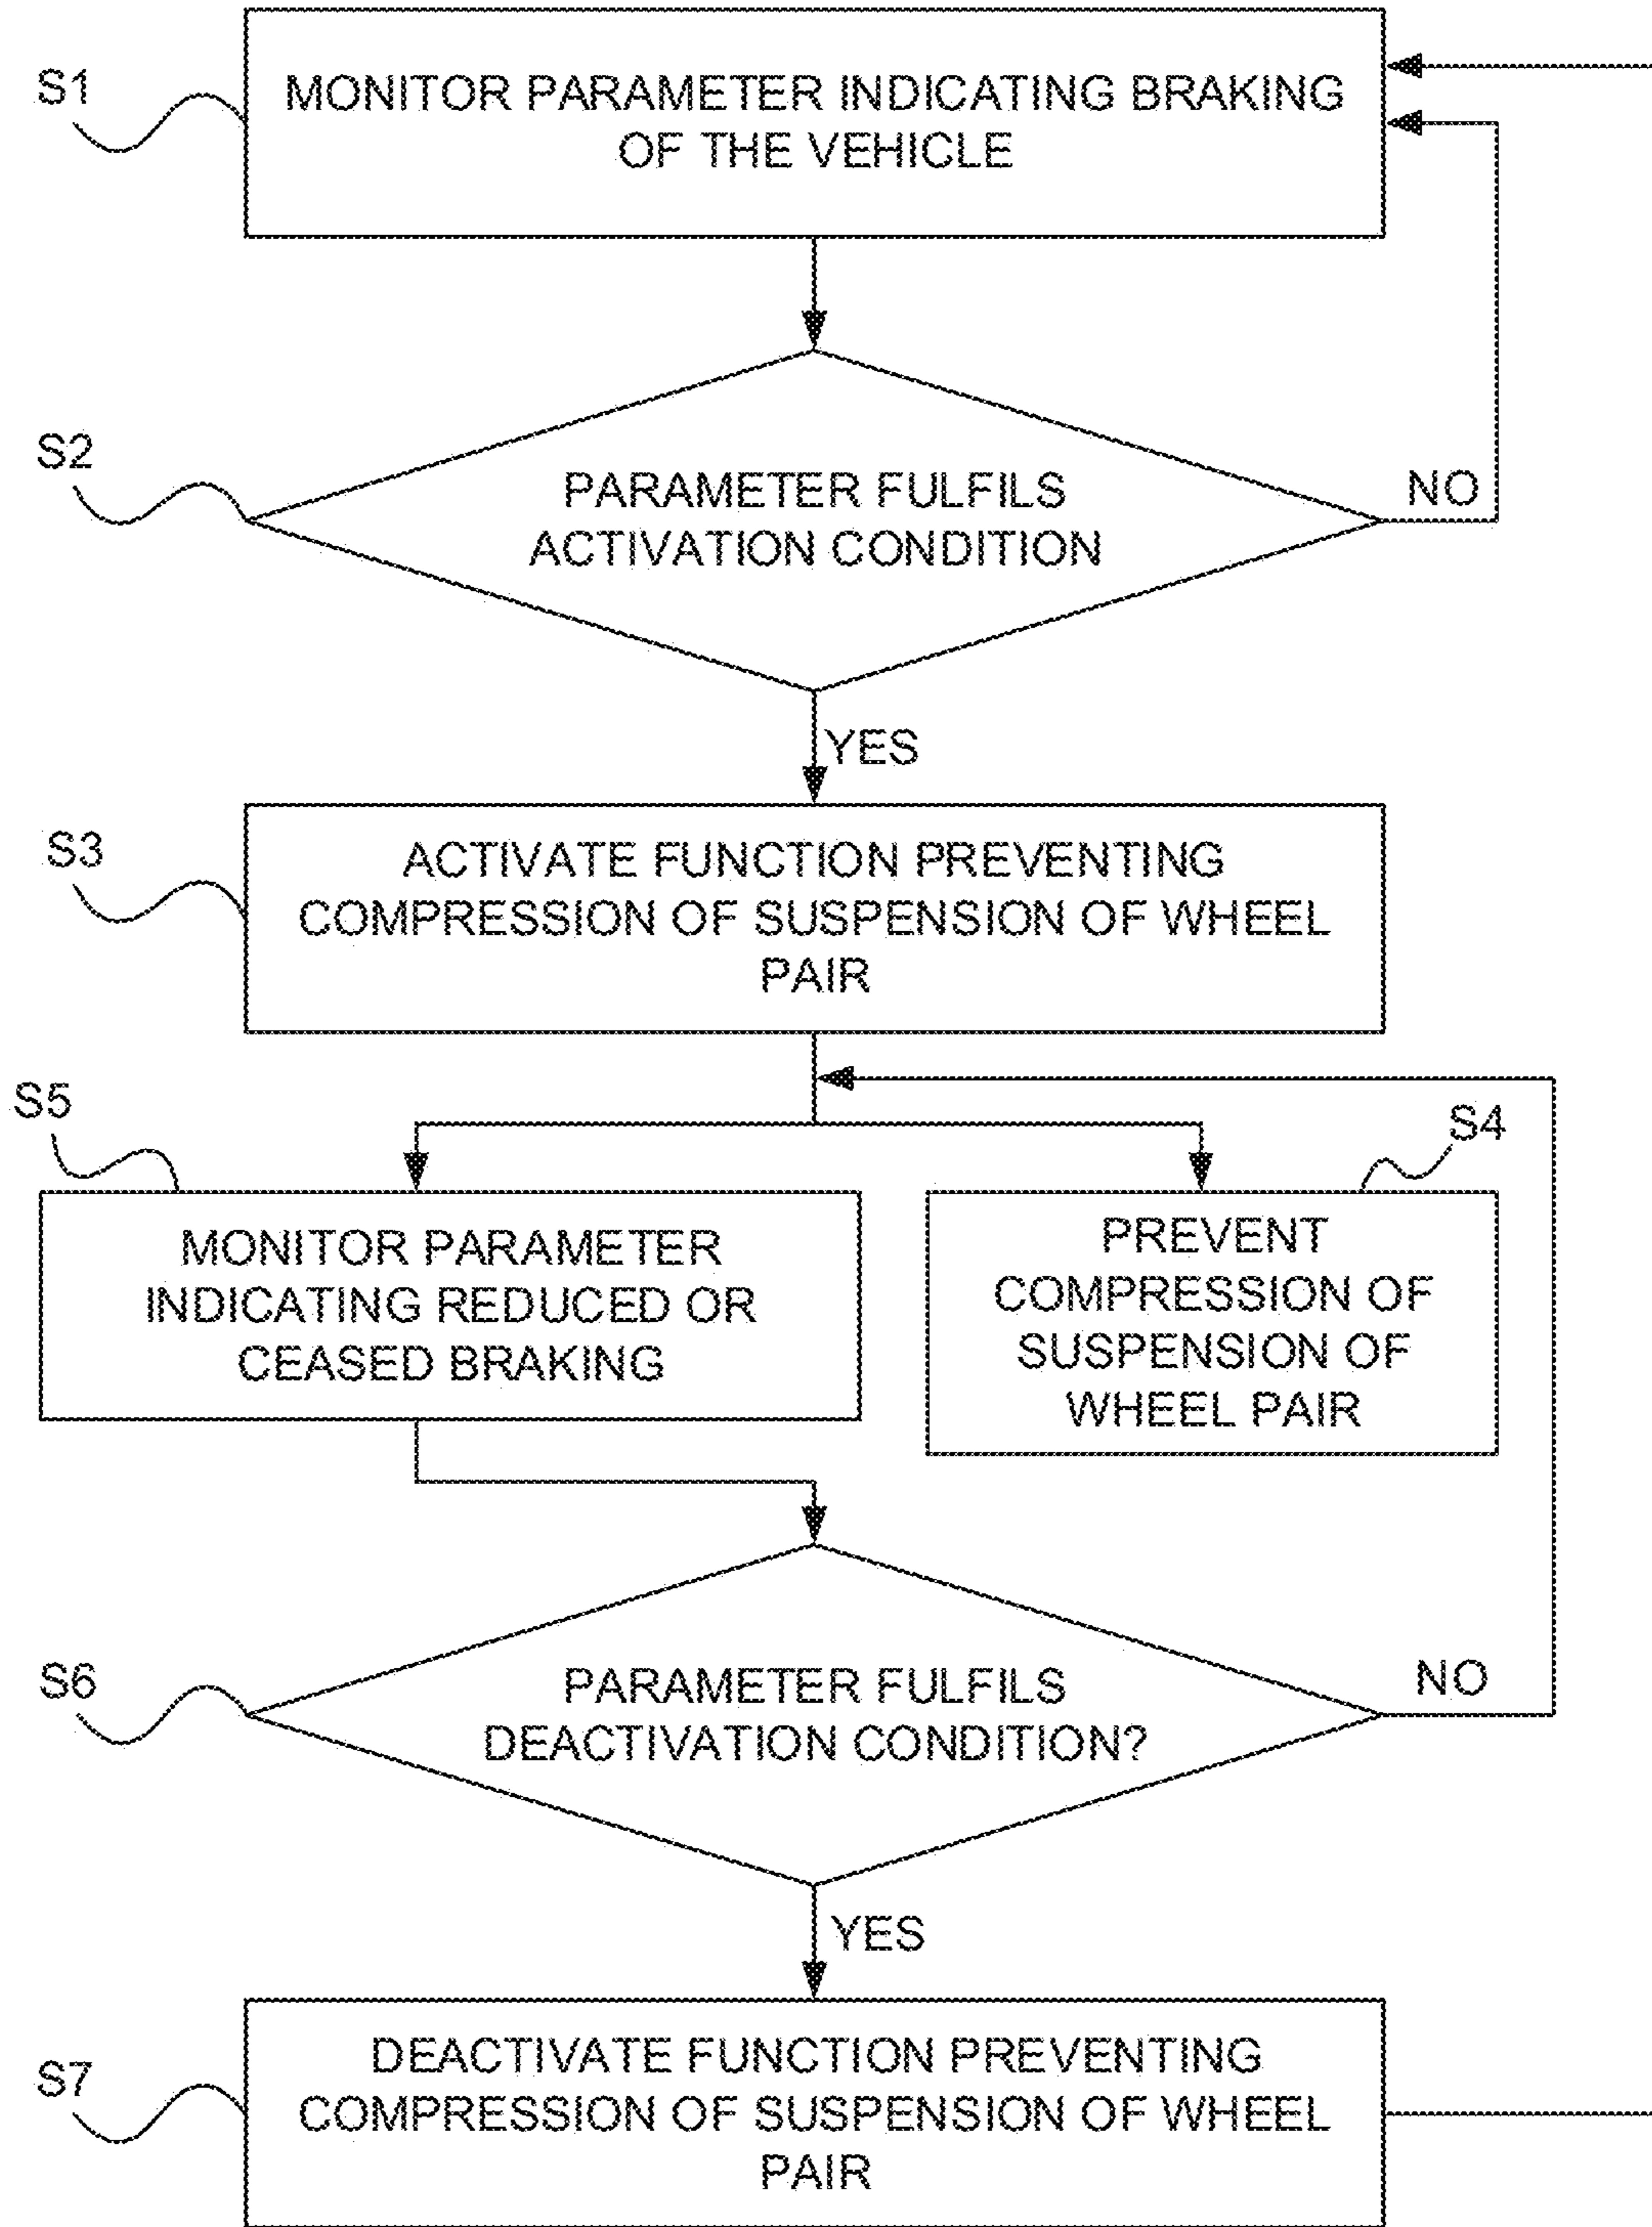 S1
MONITOR PARAMETER INDICATING BRAKING
OF THE VEHICLE
S2
PARAMETER FULFILS
ACTIVATION CONDITION
NO
YES
S3
ACTIVATE FUNCTION PREVENTING
COMPRESSION OF SUSPENSION OF WHEEL
PAIR
S5
S4
MONITOR PARAMETER
INDICATING REDUCED OR
CEASED BRAKING
PREVENT
COMPRESSION OF
SUSPENSION OF
WHEEL PAIR
S6
PARAMETER FULFILS
DEACTIVATION CONDITION?
NO
YES
S7
DEACTIVATE FUNCTION PREVENTING
COMPRESSION OF SUSPENSION OF WHEEL
PAIR